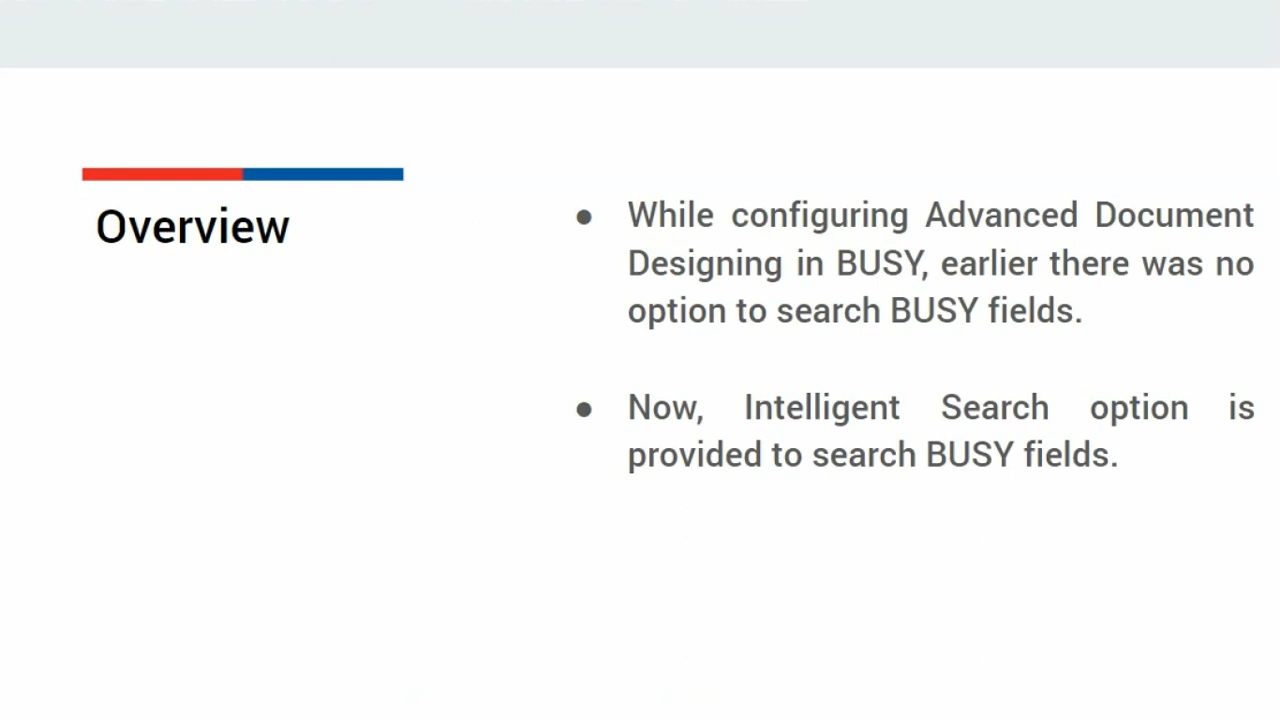 Overview
● While configuring Advanced Document
Designing in BUSY, earlier there was no
option to search BUSY fields.
● Now, Intelligent Search option is
provided to search BUSY fields.